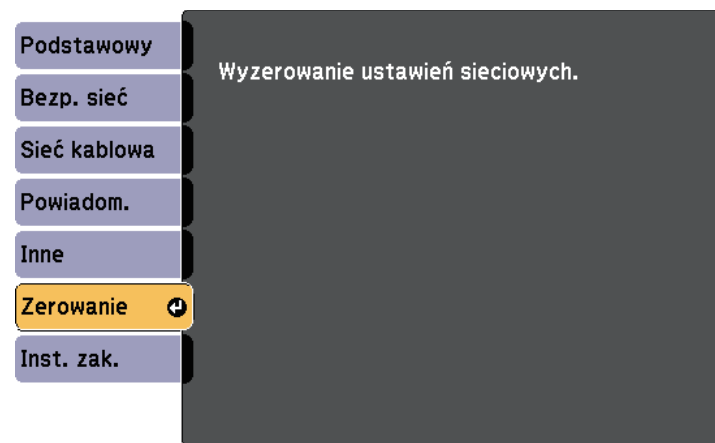 Podstawowy
Bezp. sieć
Sieć kablowa
Powiadom.
Inne
Zerowanie
Inst. zak.
Wyzerowanie ustawień sieciowych.